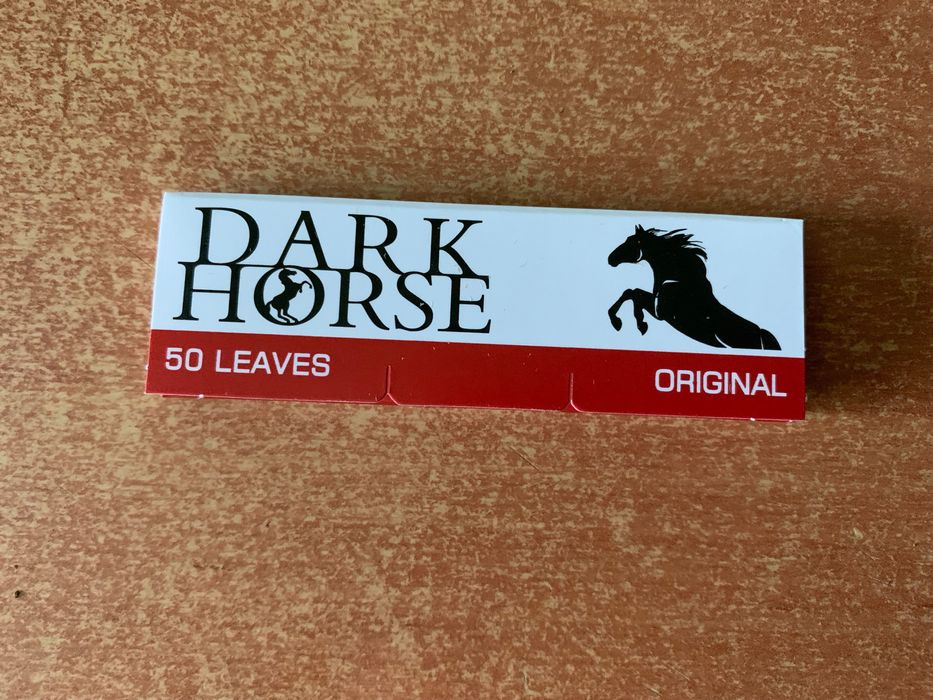 DARK
HORSE
50 LEAVES
ORIGINAL